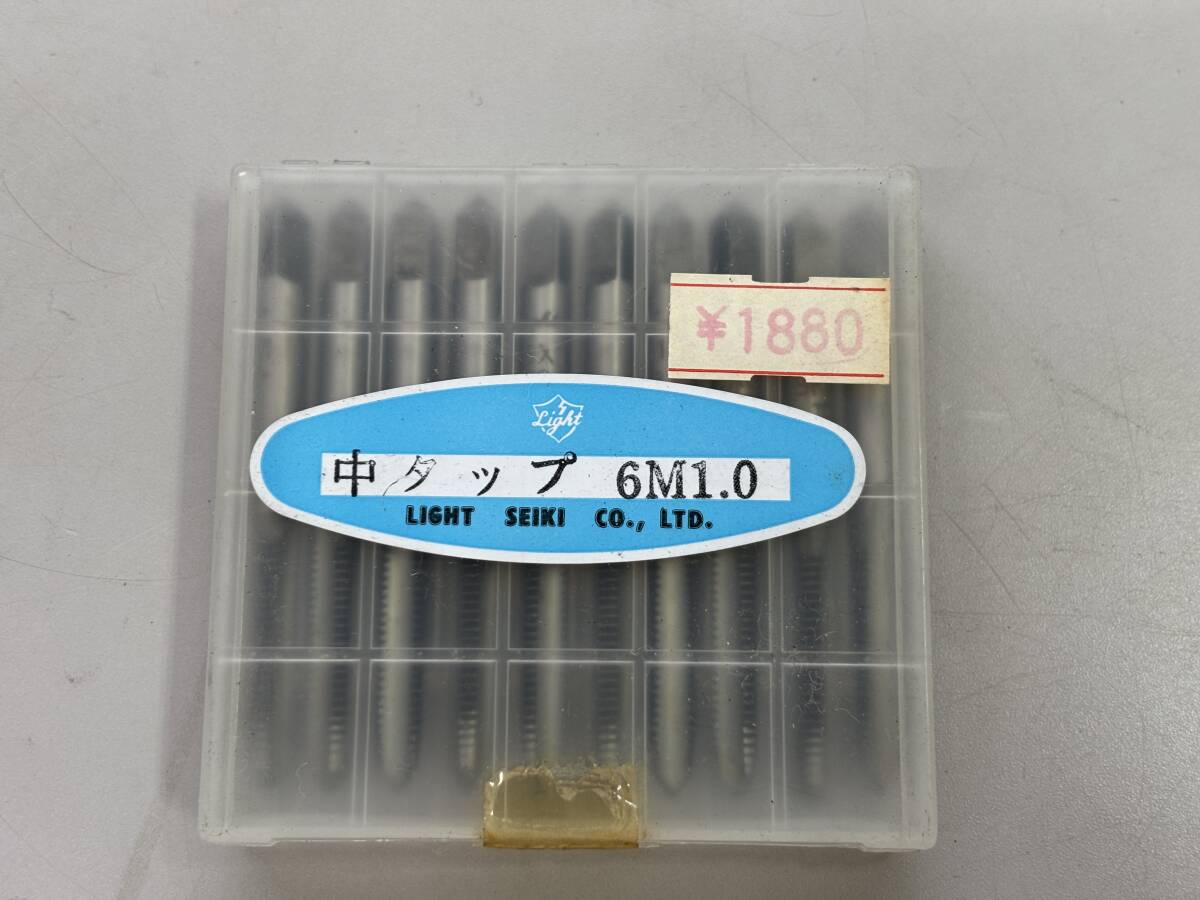 ¥1880
Light
中タップ 6M1.0
LIGHT SEIKI CO., LTD.